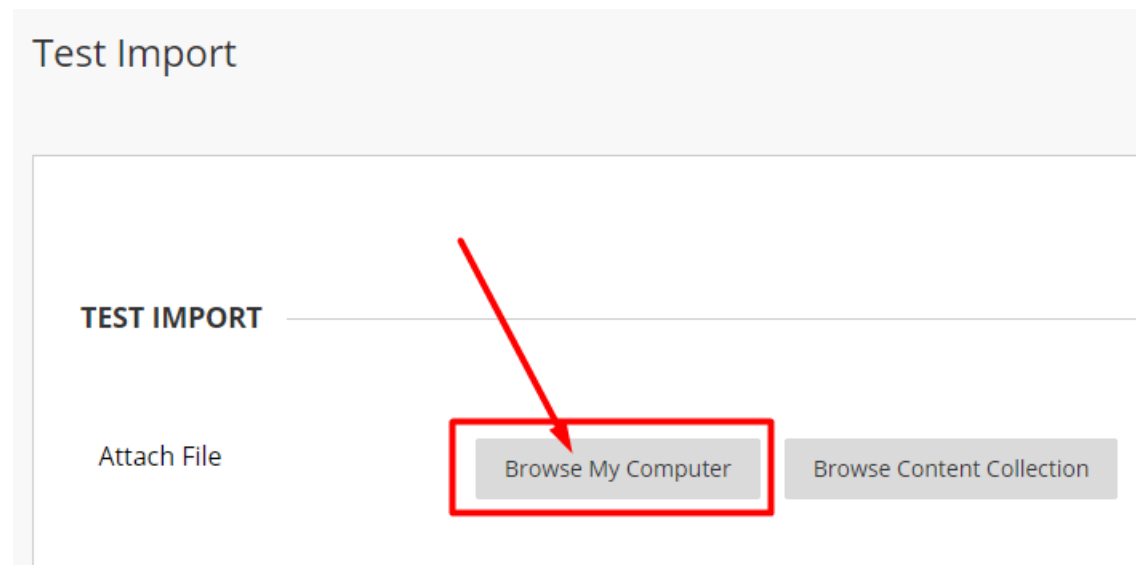 Test Import
TEST IMPORT
Attach File
Browse My Computer
Browse Content Collection